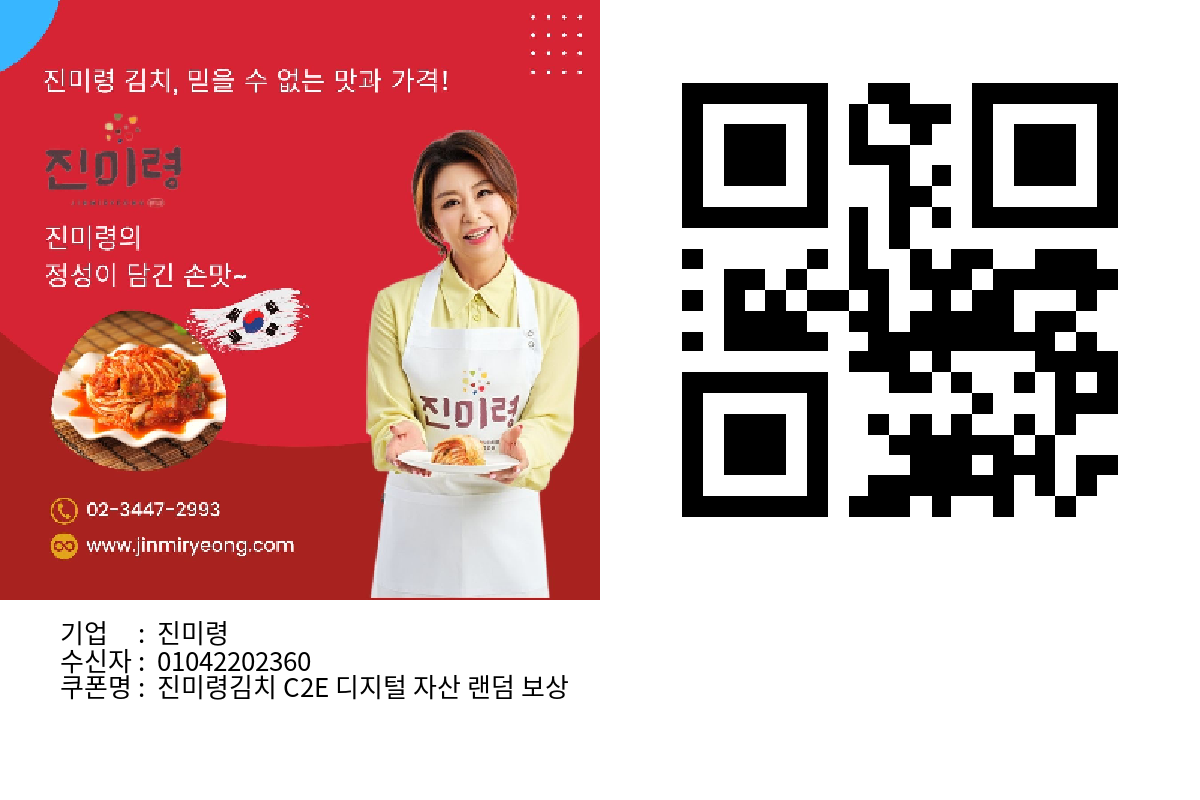 진미령 김치, 믿을 수 없는 맛과 가격!
진미령
진미령의
정성이 담긴 손맛~
진미령
02-3447-2993
www.jinmiryeong.com
기업 : 진미령
수신자 : 01042202360
쿠폰명 : 진미령김치 C2E 디지털 자산 랜덤 보상